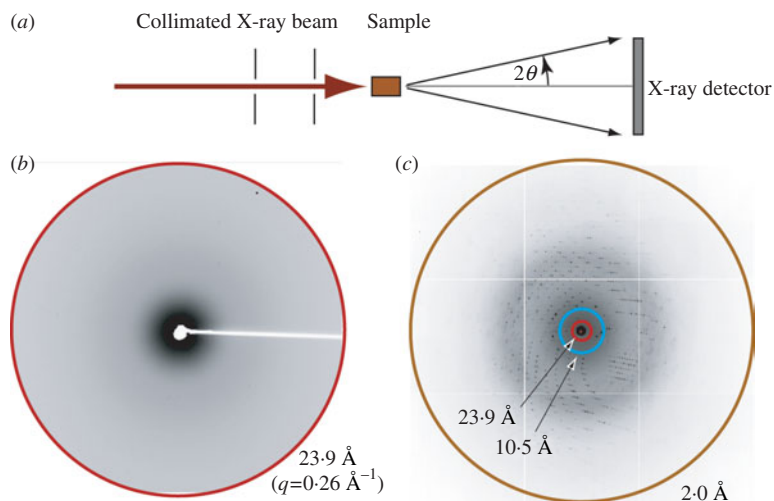 (a) Collimated X-ray beam Sample
2θ
X-ray detector
(b)
23·9 Å
(q=0·26 Å⁻¹)
(c)
23·9 Å
10·5 Å
2·0 Å